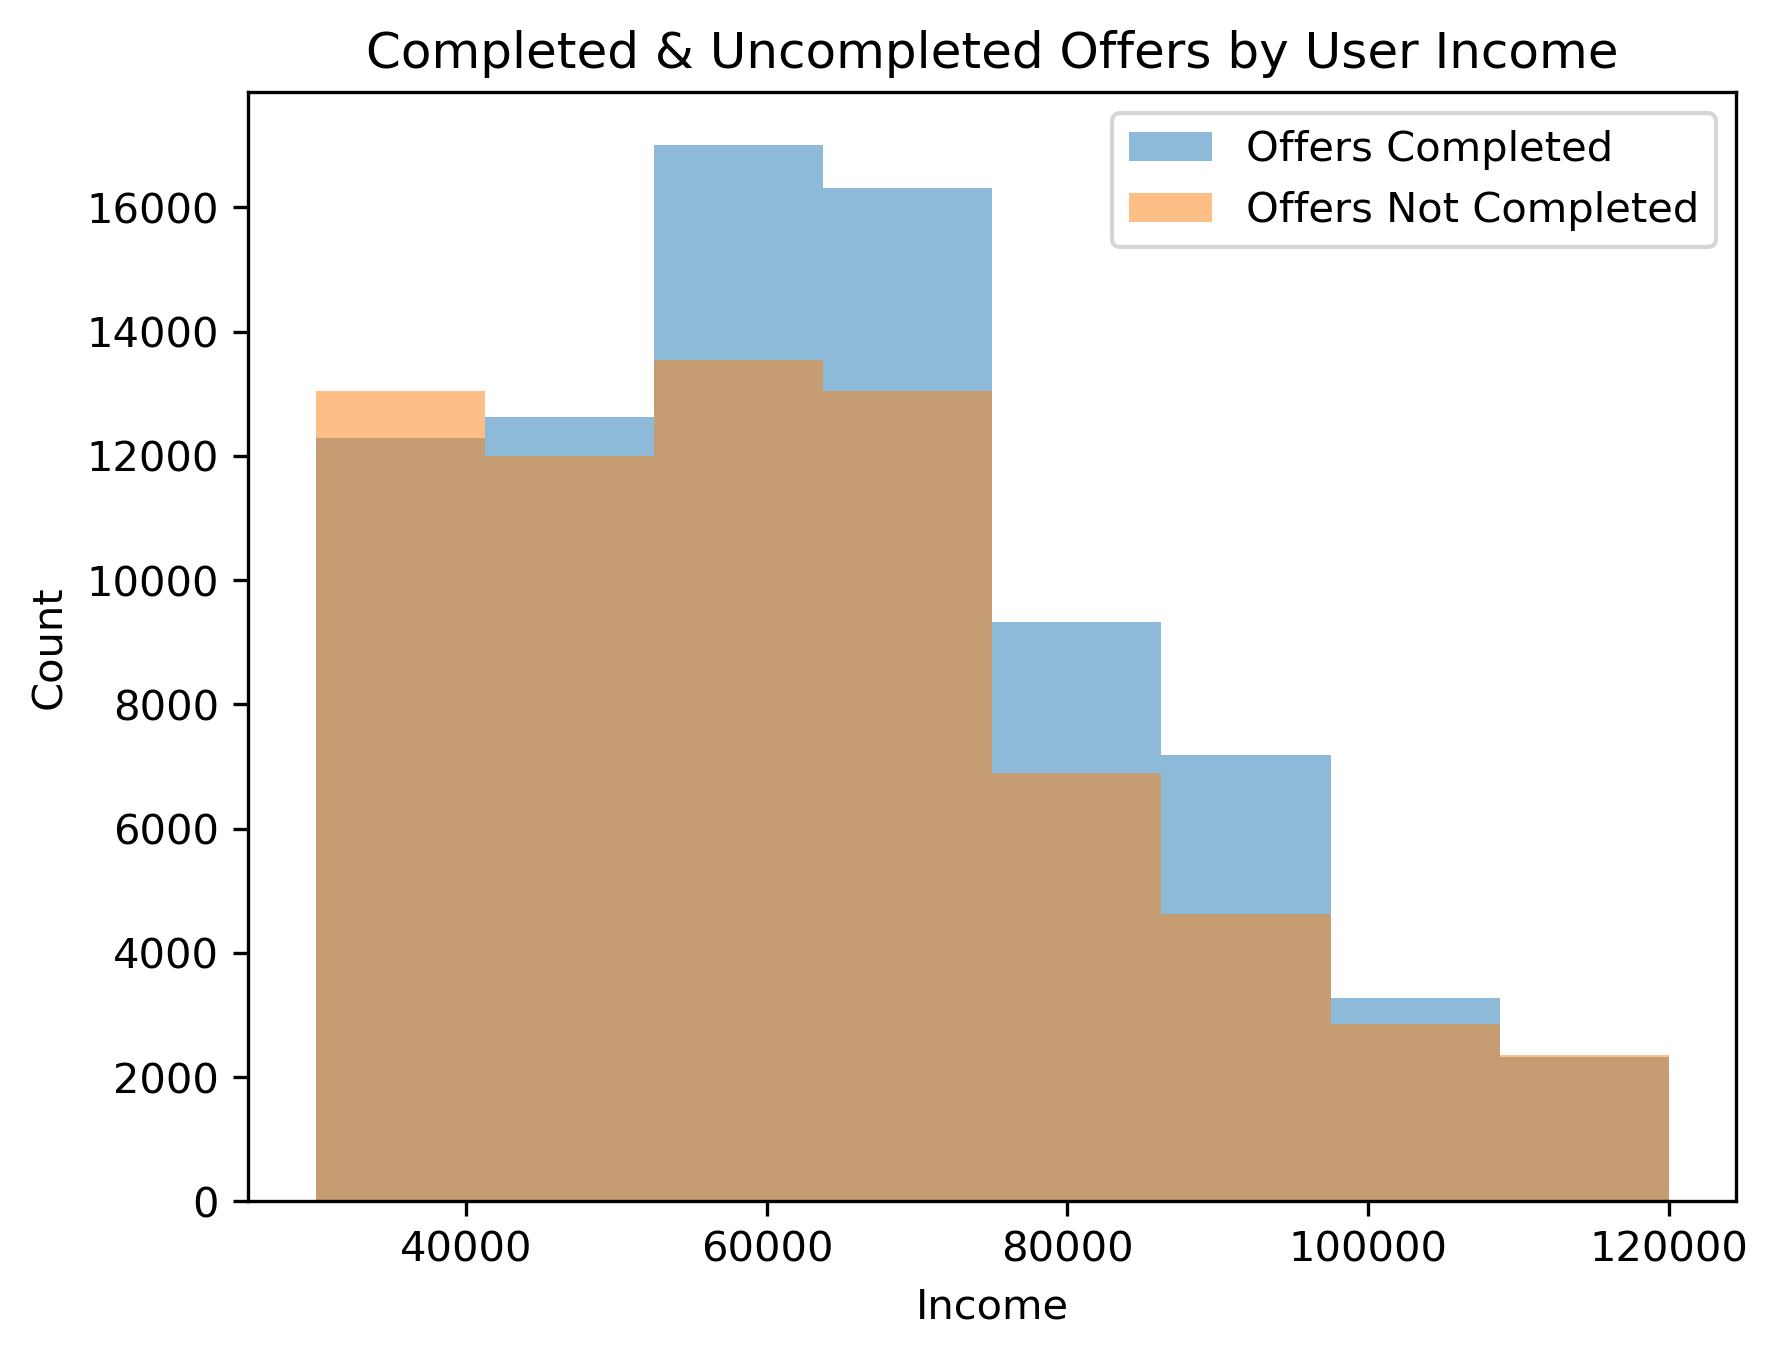 Completed & Uncompleted Offers by User Income
Offers Completed
Offers Not Completed
16000
14000
12000
10000
8000
6000
4000
2000
0
Count
40000
60000
80000
100000
120000
Income